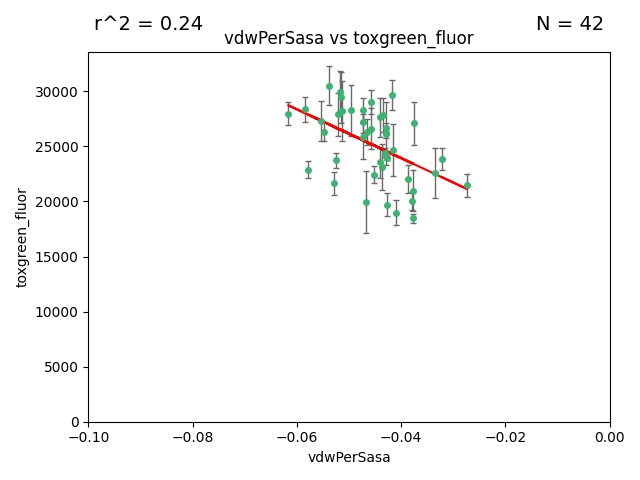 r^2 = 0.24
N = 42
vdwPerSasa vs toxgreen_fluor
toxgreen_fluor
30000
25000
20000
15000
10000
5000
0
−0.10
−0.08
−0.06
−0.04
−0.02
0.00
vdwPerSasa